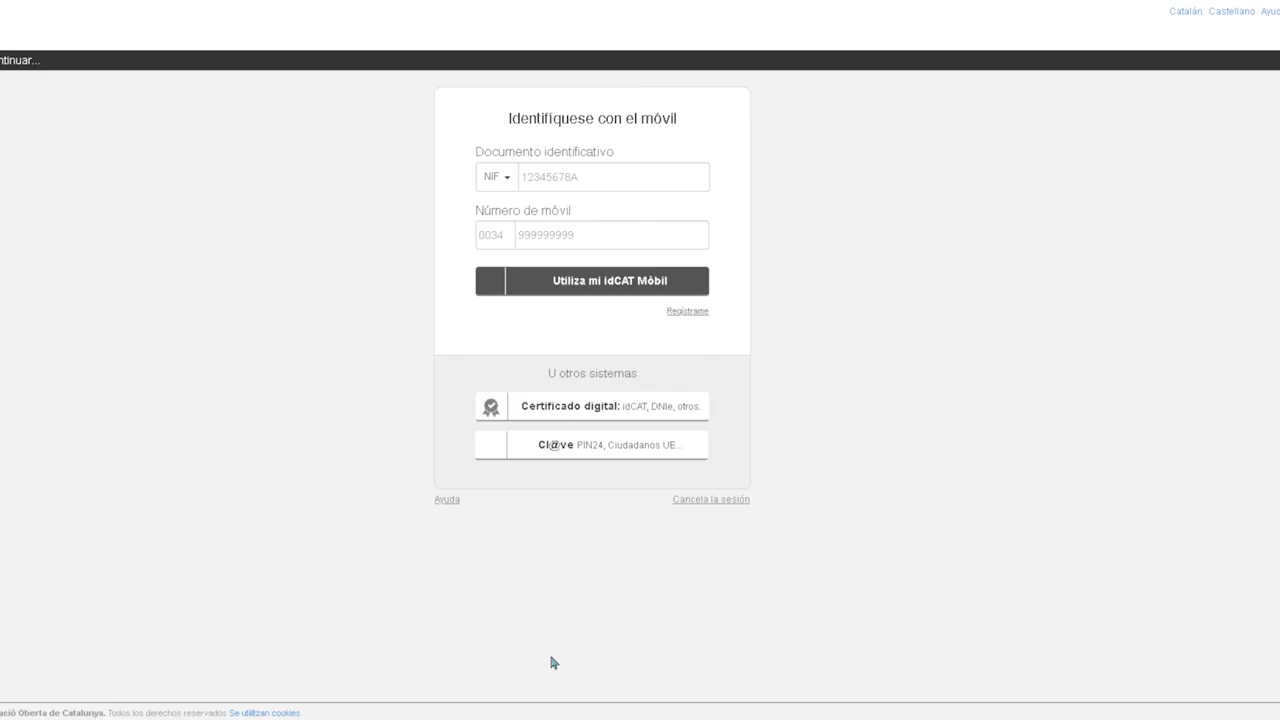 Catalán Castellano Ayud
ntinuar...
Identifíquese con el móvil
Documento identificativo
NIF 12345678A
Número de móvil
0034 999999999
Utiliza mi idCAT Mòbil
Regístrame
U otros sistemas
Certificado digital: idCAT, DNIe, otros.
Cl@ve PIN24, Ciudadanos UE...
Ayuda Cancela la sesión
ació Oberta de Catalunya. Todos los derechos reservados Se utilitzan cookies